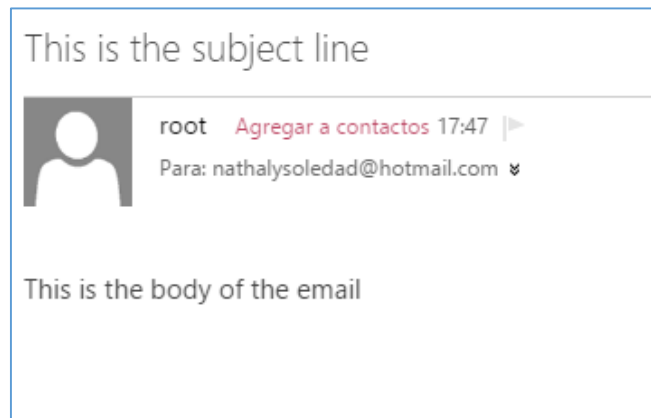 This is the subject line
root Agregar a contactos 17:47
Para: nathalysoledad@hotmail.com
This is the body of the email